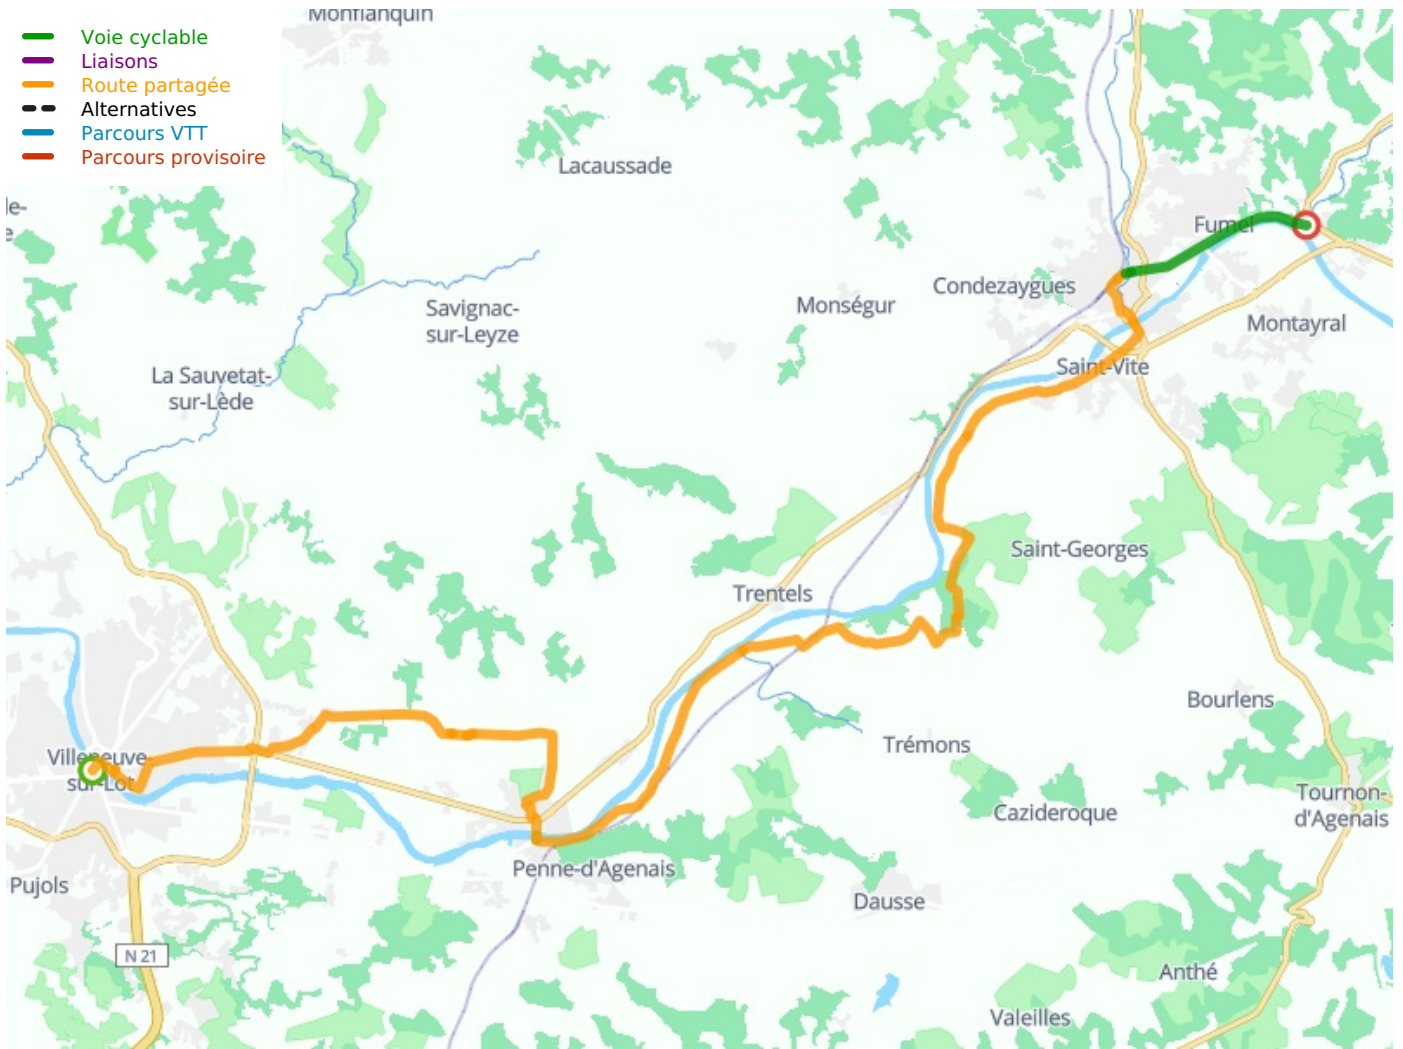 Monflanquin
Voie cyclable
Liaisons
Route partagée
Alternatives
Parcours VTT
Parcours provisoire
Lacaussade
Fumel
Condezaygues
Monségur
Savignac-
sur-Leyze
Montayral
Saint-Vite
La Sauvetat-
sur-Lède
Saint-Georges
Trentels
Bourlens
Trémons
Villeneuve-
sur-Lot
Cazideroque
Tournon-
d'Agenais
Penne-d'Agenais
Pujols
Dausse
N 21
Anthé
Valeilles